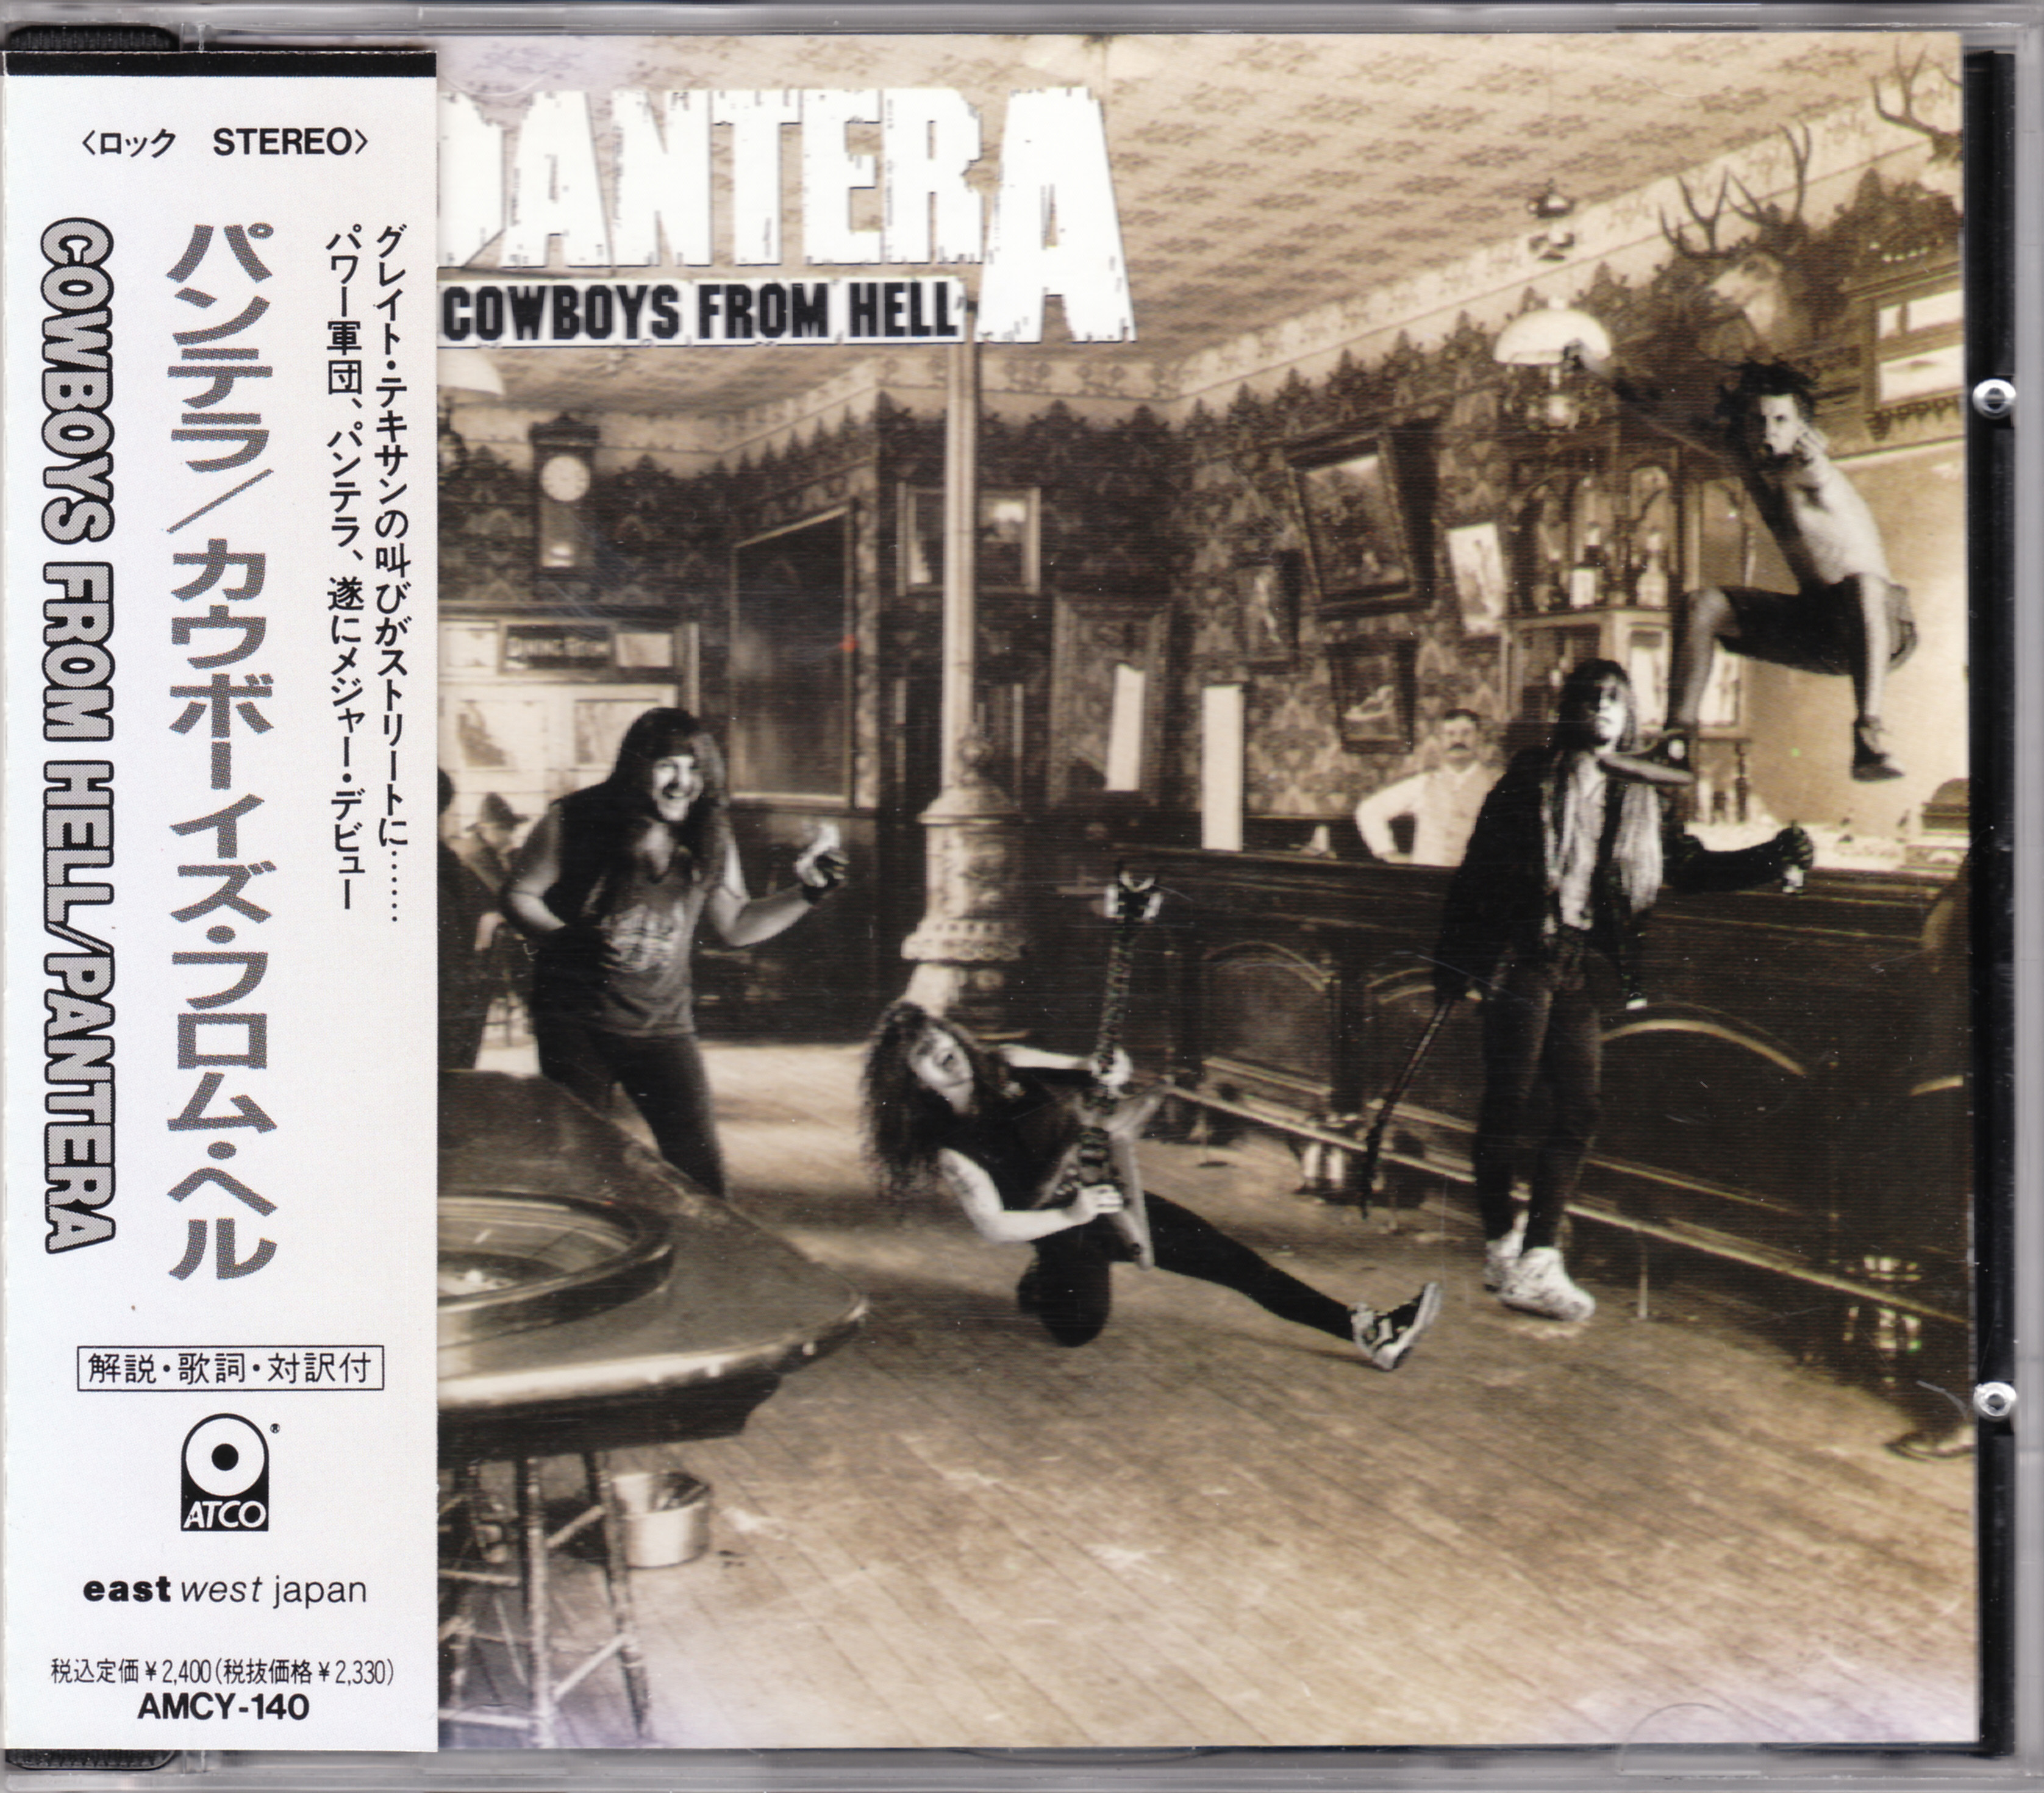 〈ロック STEREO〉
グレイト・テキサンの叫びがストリートに……
パワー軍団、パンテラ、遂にメジャー・デビュー
パンテラ／カウボーイズ・フロム・ヘル
COWBOYS FROM HELL/PANTERA
解説・歌詞・対訳付
®
ATCO
east west japan
税込定価¥2,400(税抜価格¥2,330)
AMCY-140
PANTERA
COWBOYS FROM HELL
DINING ROOM